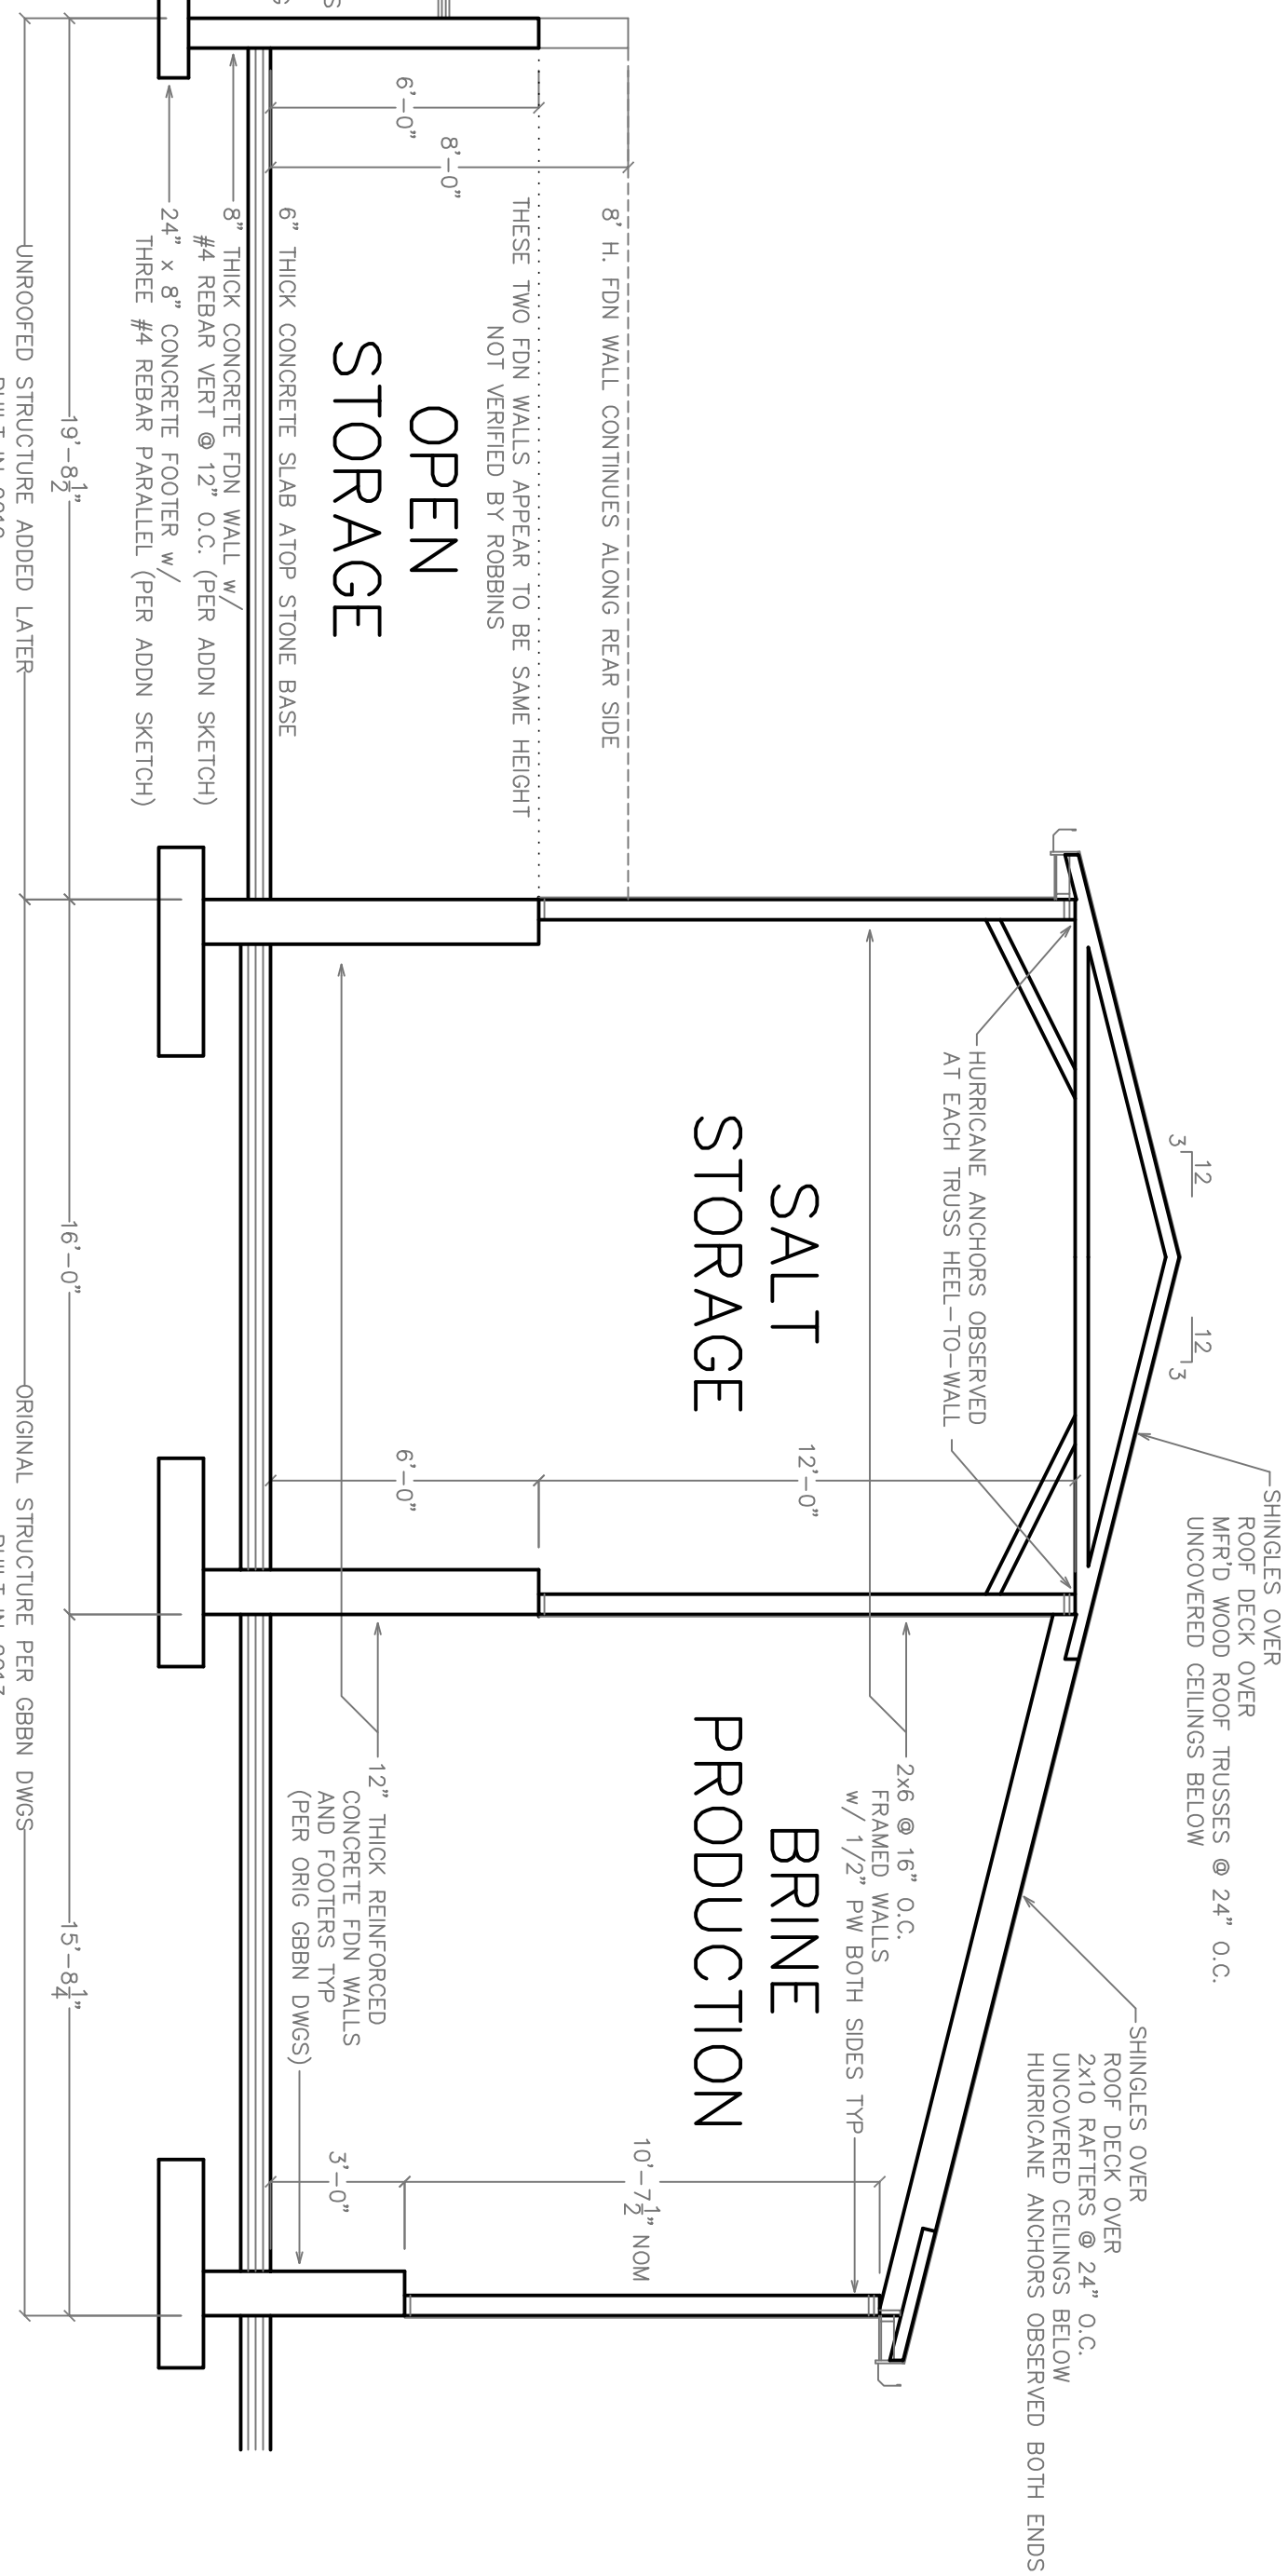 SHINGLES OVER
ROOF DECK OVER
MFR'D WOOD ROOF TRUSSES @ 24" O.C.
UNCOVERED CEILINGS BELOW
12
3
12
3
SHINGLES OVER
ROOF DECK OVER
2x10 RAFTERS @ 24" O.C.
UNCOVERED CEILINGS BELOW
HURRICANE ANCHORS OBSERVED BOTH ENDS
HURRICANE ANCHORS OBSERVED
AT EACH TRUSS HEEL-TO-WALL
2x6 @ 16" O.C.
FRAMED WALLS
w/ 1/2" PW BOTH SIDES TYP
SALT
STORAGE
12'-0"
BRINE
PRODUCTION
10'-7 1/2" NOM
8' H. FDN WALL CONTINUES ALONG REAR SIDE
THESE TWO FDN WALLS APPEAR TO BE SAME HEIGHT
NOT VERIFIED BY ROBBINS
8'-0"
6'-0"
OPEN
STORAGE
6'-0"
12" THICK REINFORCED
CONCRETE FDN WALLS
AND FOOTERS TYP
(PER ORIG GBBN DWGS)
3'-0"
6" THICK CONCRETE SLAB ATOP STONE BASE
8" THICK CONCRETE FDN WALL w/
#4 REBAR VERT @ 12" O.C. (PER ADDN SKETCH)
24" x 8" CONCRETE FOOTER w/
THREE #4 REBAR PARALLEL (PER ADDN SKETCH)
19'-8 1/2"
16'-0"
15'-8 1/4"
UNROOFED STRUCTURE ADDED LATER
ORIGINAL STRUCTURE PER GBBN DWGS